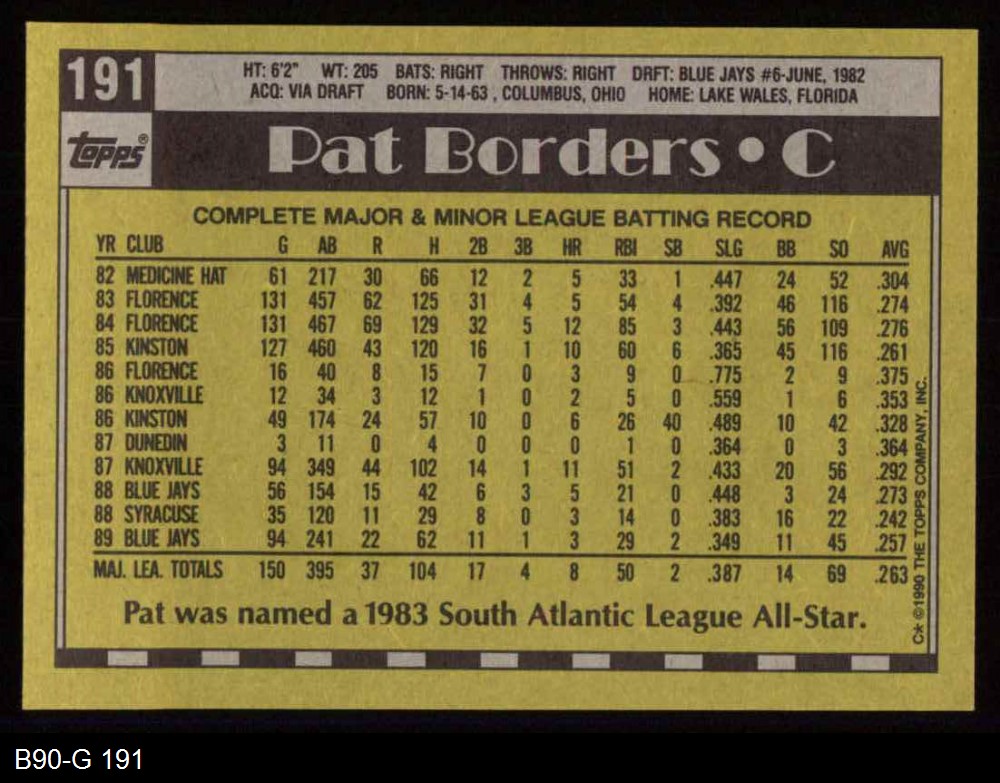 191
HT: 6'2" WT: 205 BATS: RIGHT THROWS: RIGHT DRFT: BLUE JAYS #6-JUNE, 1982
ACQ: VIA DRAFT BORN: 5-14-63 , COLUMBUS, OHIO HOME: LAKE WALES, FLORIDA
Topps®
Pat Borders • C
COMPLETE MAJOR & MINOR LEAGUE BATTING RECORD
YR CLUB G AB R H 2B 3B HR RBI SB SLG BB SO AVG
82 MEDICINE HAT 61 217 30 66 12 2 5 33 1 .447 24 52 .304
83 FLORENCE 131 457 62 125 31 4 5 54 4 .392 46 116 .274
84 FLORENCE 131 467 69 129 32 5 12 85 3 .443 56 109 .276
85 KINSTON 127 460 43 120 16 1 10 60 6 .365 45 116 .261
86 FLORENCE 16 40 8 15 7 0 3 9 0 .775 2 9 .375
86 KNOXVILLE 12 34 3 12 1 0 2 5 0 .559 1 6 .353
86 KINSTON 49 174 24 57 10 0 6 26 40 .489 10 42 .328
87 DUNEDIN 3 11 0 4 0 0 0 1 0 .364 0 3 .364
87 KNOXVILLE 94 349 44 102 14 1 11 51 2 .433 20 56 .292
88 BLUE JAYS 56 154 15 42 6 3 5 21 0 .448 3 24 .273
88 SYRACUSE 35 120 11 29 8 0 3 14 0 .383 16 22 .242
89 BLUE JAYS 94 241 22 62 11 1 3 29 2 .349 11 45 .257
MAJ. LEA. TOTALS 150 395 37 104 17 4 8 50 2 .387 14 69 .263
Pat was named a 1983 South Atlantic League All-Star.
C* ©1990 THE TOPPS COMPANY, INC.
B90-G 191